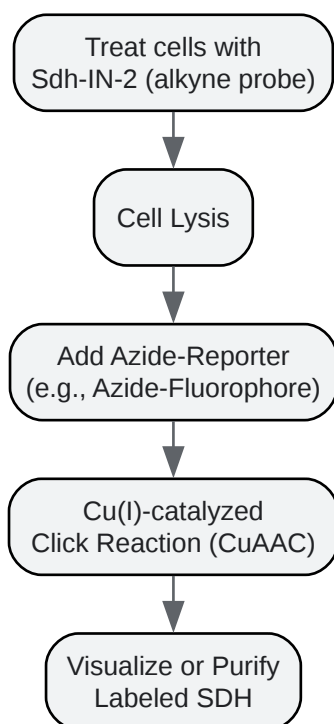 Treat cells with
Sdh-IN-2 (alkyne probe)
Cell Lysis
Add Azide-Reporter
(e.g., Azide-Fluorophore)
Cu(I)-catalyzed
Click Reaction (CuAAC)
Visualize or Purify
Labeled SDH